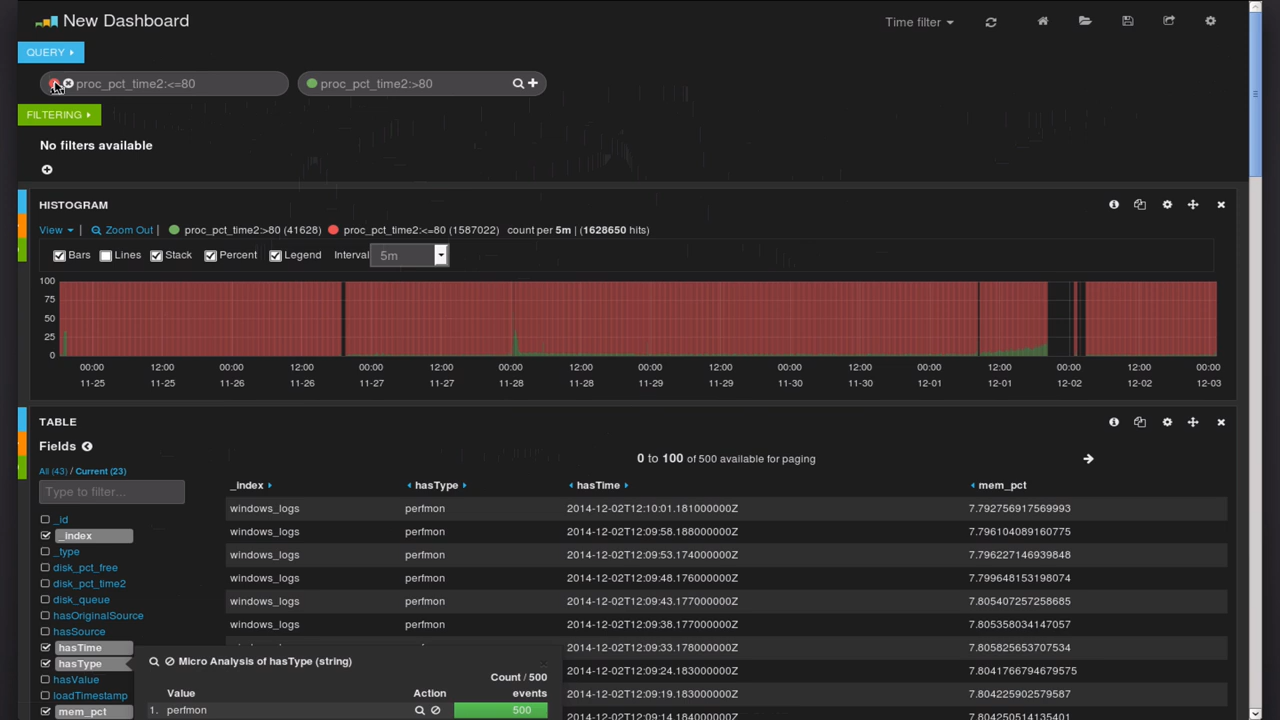 New Dashboard
Time filter
QUERY
proc_pct_time2:<=80
proc_pct_time2:>80
FILTERING
No filters available
HISTOGRAM
View
Zoom Out | proc_pct_time2:>80 (41628) proc_pct_time2:<=80 (1587022) count per 5m | (1628650 hits)
Bars Lines Stack Percent Legend Interval 5m
100
75
50
25
0
00:00 12:00 00:00 12:00 00:00 12:00 00:00 12:00 00:00 12:00 00:00 12:00 00:00 12:00 00:00 12:00 00:00
11-25 11-25 11-26 11-26 11-27 11-27 11-28 11-28 11-29 11-29 11-30 11-30 12-01 12-01 12-02 12-02 12-03
TABLE
Fields
0 to 100 of 500 available for paging
All (43) / Current (23)
Type to filter...
_index hasType hasTime mem_pct
windows_logs perfmon 2014-12-02T12:10:01.181000000Z 7.792756917569993
windows_logs perfmon 2014-12-02T12:09:58.188000000Z 7.796104089160775
windows_logs perfmon 2014-12-02T12:09:53.174000000Z 7.796227146939848
windows_logs perfmon 2014-12-02T12:09:48.176000000Z 7.799648153198074
windows_logs perfmon 2014-12-02T12:09:43.177000000Z 7.805407257258685
windows_logs perfmon 2014-12-02T12:09:38.177000000Z 7.805358034147057
2014-12-02T12:09:33.178000000Z 7.805825653707534
2014-12-02T12:09:24.183000000Z 7.8041766794679575
2014-12-02T12:09:19.183000000Z 7.804225902579587
2014-12-02T12:09:14.184000000Z 7.804250514135401
_id
_index
_type
disk_pct_free
disk_pct_time2
disk_queue
hasOriginalSource
hasSource
hasTime
hasType
hasValue
loadTimestamp
mem_pct
Micro Analysis of hasType (string)
Count / 500
Value Action events
1. perfmon 500